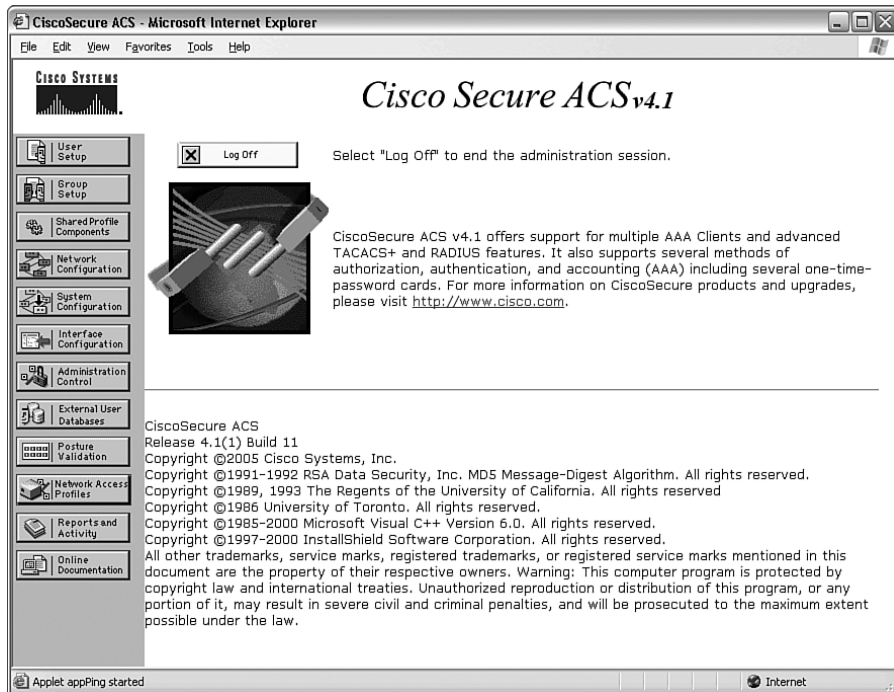 CiscoSecure ACS - Microsoft Internet Explorer
File Edit View Favorites Tools Help
CISCO SYSTEMS
Cisco Secure ACS v4.1
User
Setup
Group
Setup
Shared Profile
Components
Network
Configuration
System
Configuration
Interface
Configuration
Administration
Control
External User
Databases
Posture
Validation
Network Access
Profiles
Reports and
Activity
Online
Documentation
Log Off
Select "Log Off" to end the administration session.
CiscoSecure ACS v4.1 offers support for multiple AAA Clients and advanced
TACACS+ and RADIUS features. It also supports several methods of
authorization, authentication, and accounting (AAA) including several one-time-
password cards. For more information on CiscoSecure products and upgrades,
please visit http://www.cisco.com.
CiscoSecure ACS
Release 4.1(1) Build 11
Copyright ©2005 Cisco Systems, Inc.
Copyright ©1991-1992 RSA Data Security, Inc. MD5 Message-Digest Algorithm. All rights reserved.
Copyright ©1989, 1993 The Regents of the University of California. All rights reserved
Copyright ©1986 University of Toronto. All rights reserved.
Copyright ©1985-2000 Microsoft Visual C++ Version 6.0. All rights reserved.
Copyright ©1997-2000 InstallShield Software Corporation. All rights reserved.
All other trademarks, service marks, registered trademarks, or registered service marks mentioned in this
document are the property of their respective owners. Warning: This computer program is protected by
copyright law and international treaties. Unauthorized reproduction or distribution of this program, or any
portion of it, may result in severe civil and criminal penalties, and will be prosecuted to the maximum extent
possible under the law.
Applet appPing started
Internet